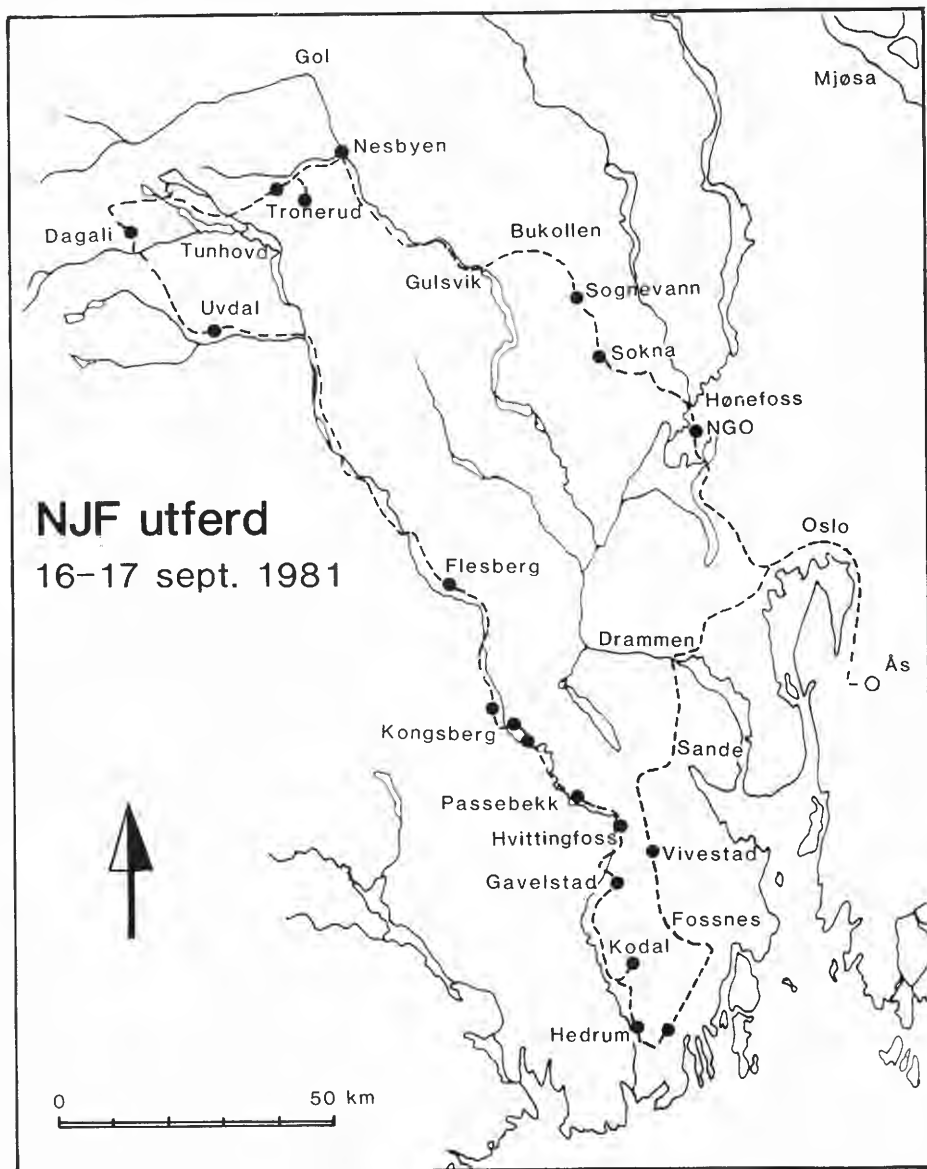 Gol
Mjøsa
Nesbyen
Tronerud
Dagali
Tunhovd
Bukollen
Gulsvik
Sognevann
Uvdal
Sokna
Hønefoss
NGO
NJF utferd
16-17 sept. 1981
Oslo
Flesberg
Drammen
Ås
Kongsberg
Sande
Passebekk
Hvittingfoss
Vivestad
Gavelstad
Fossnes
Kodal
Hedrum
0 50 km